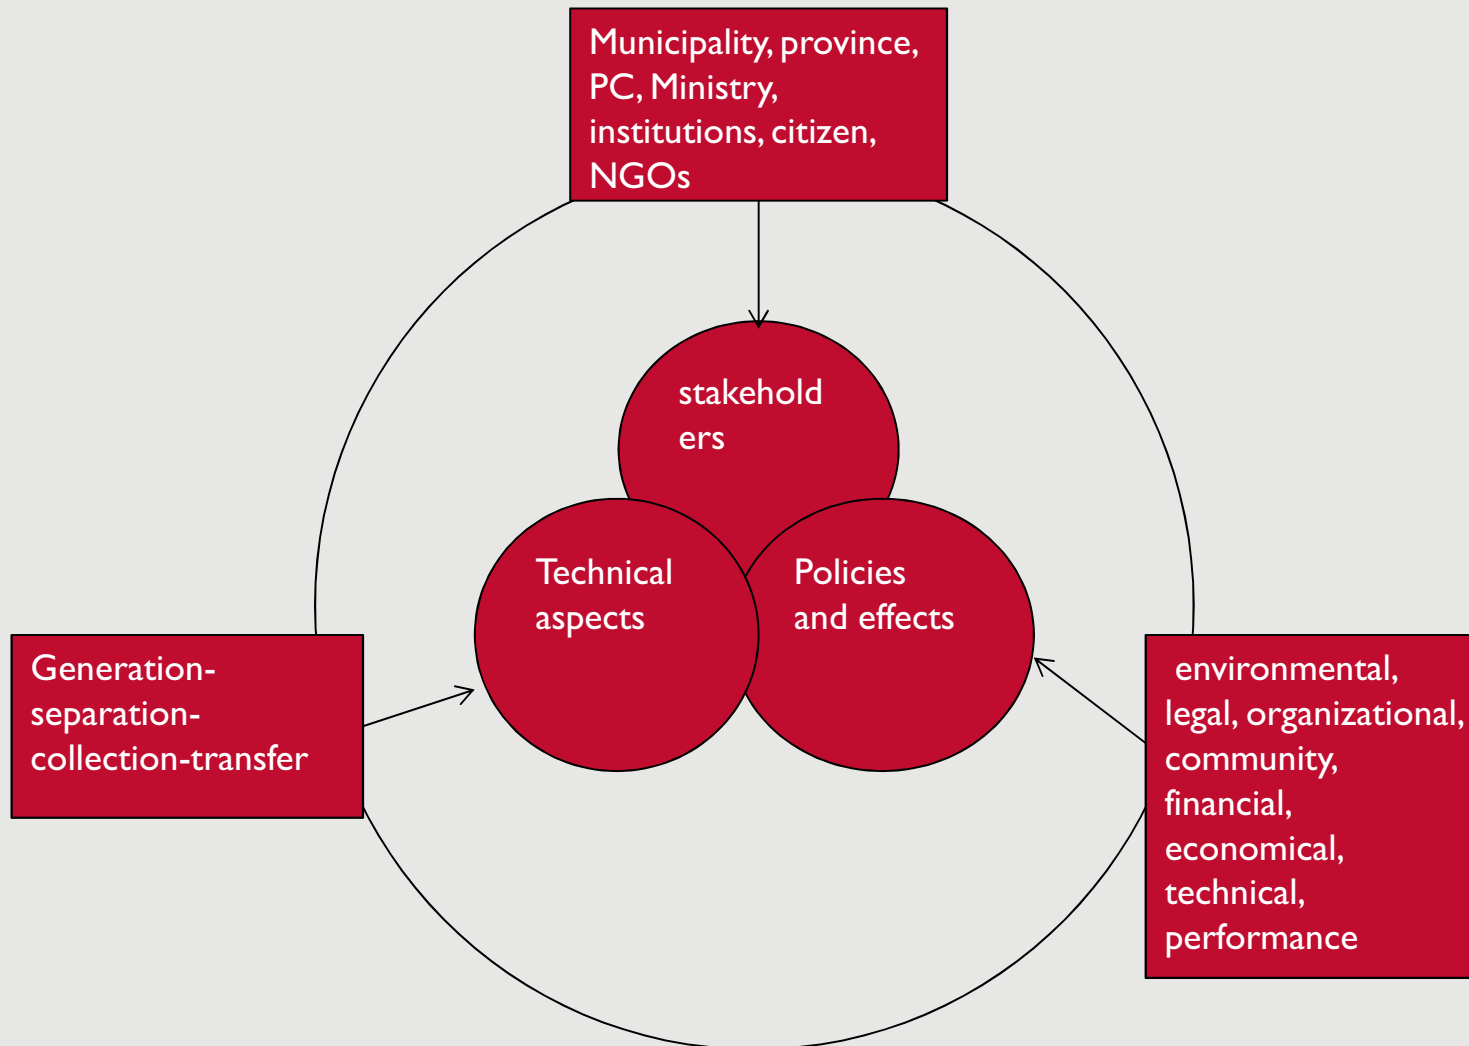 Municipality, province,
PC, Ministry,
institutions, citizen,
NGOs
stakehold
ers
Technical
aspects
Policies
and effects
Generation-
separation-
collection-transfer
environmental,
legal, organizational,
community,
financial,
economical,
technical,
performance